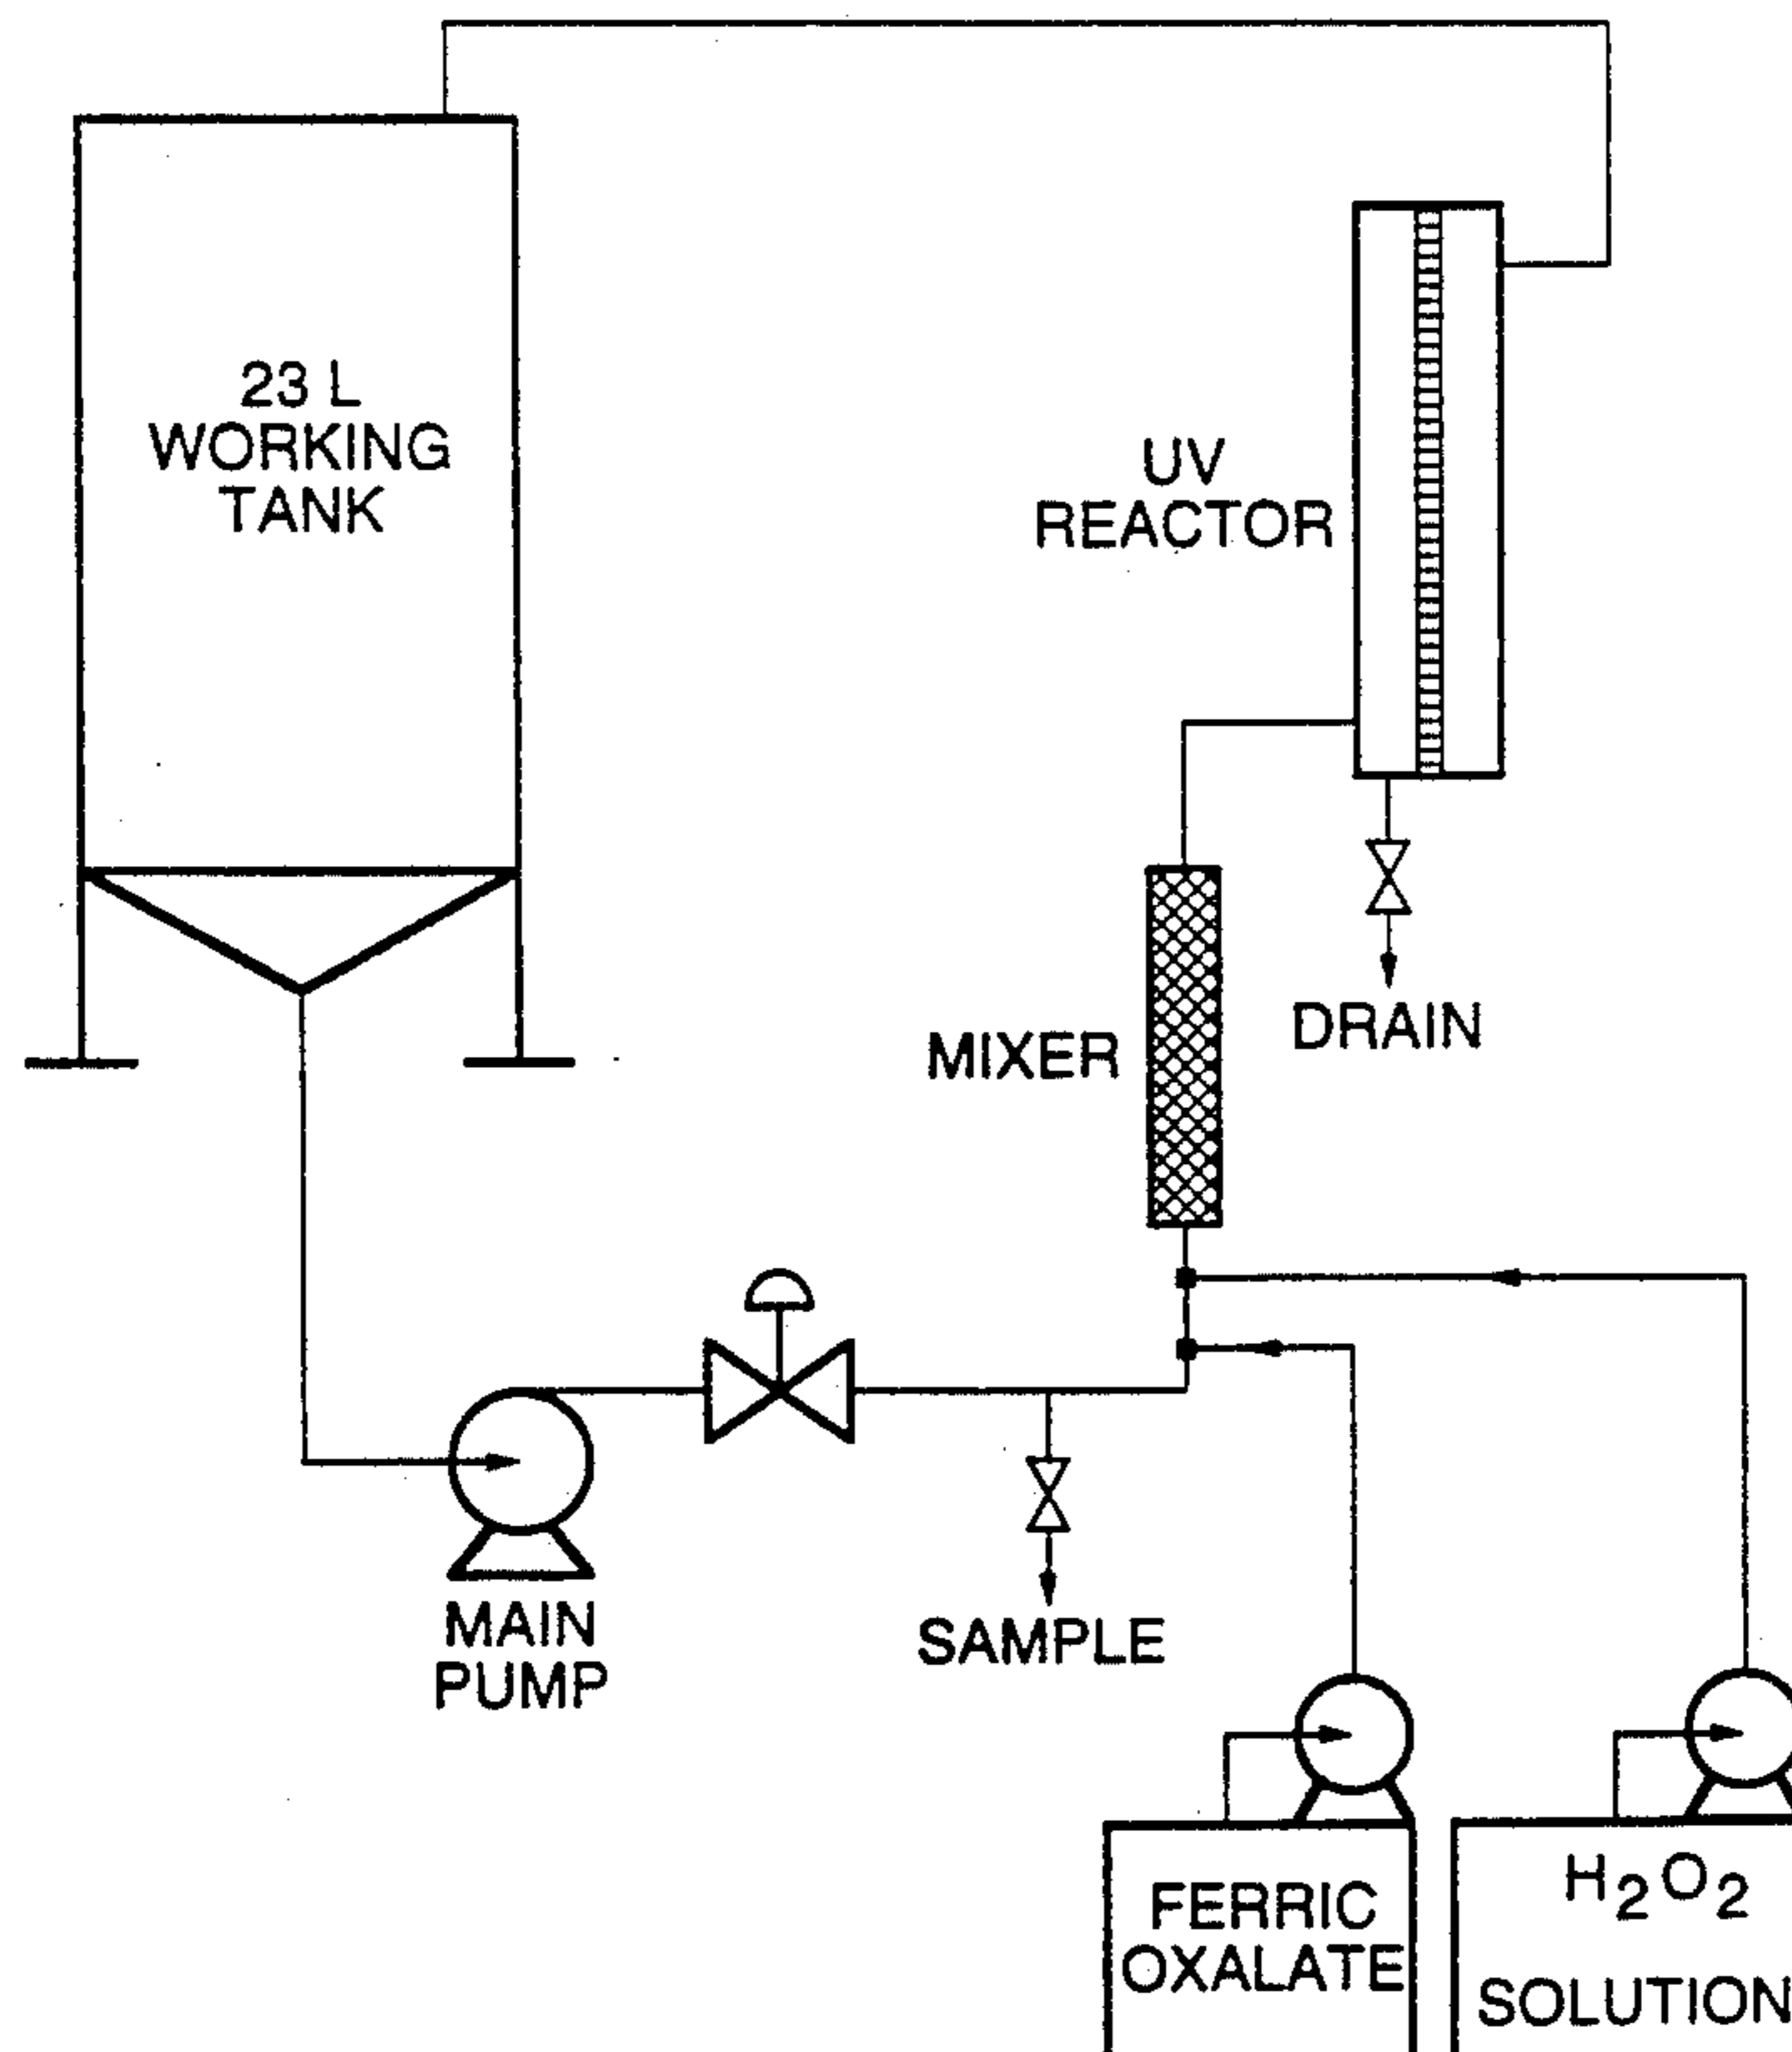 23 L
WORKING
TANK
UV
REACTOR
DRAIN
MIXER
SAMPLE
MAIN
PUMP
FERRIC
OXALATE
H₂O₂
SOLUTION